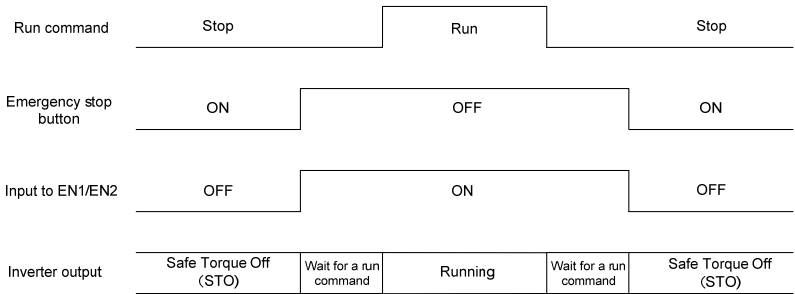 Run command
Stop
Run
Stop
Emergency stop
button
ON
OFF
ON
Input to EN1/EN2
OFF
ON
OFF
Inverter output
Safe Torque Off
(STO)
Wait for a run
command
Running
Wait for a run
command
Safe Torque Off
(STO)